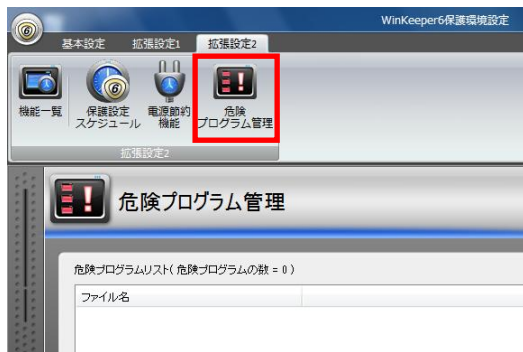 WinKeeper6保護環境設定
基本設定 拡張設定1 拡張設定2
機能一覧 保護設定 スケジュール 電源節約 機能 危険 プログラム管理
拡張設定2
危険プログラム管理
危険プログラムリスト( 危険プログラムの数 = 0 )
ファイル名